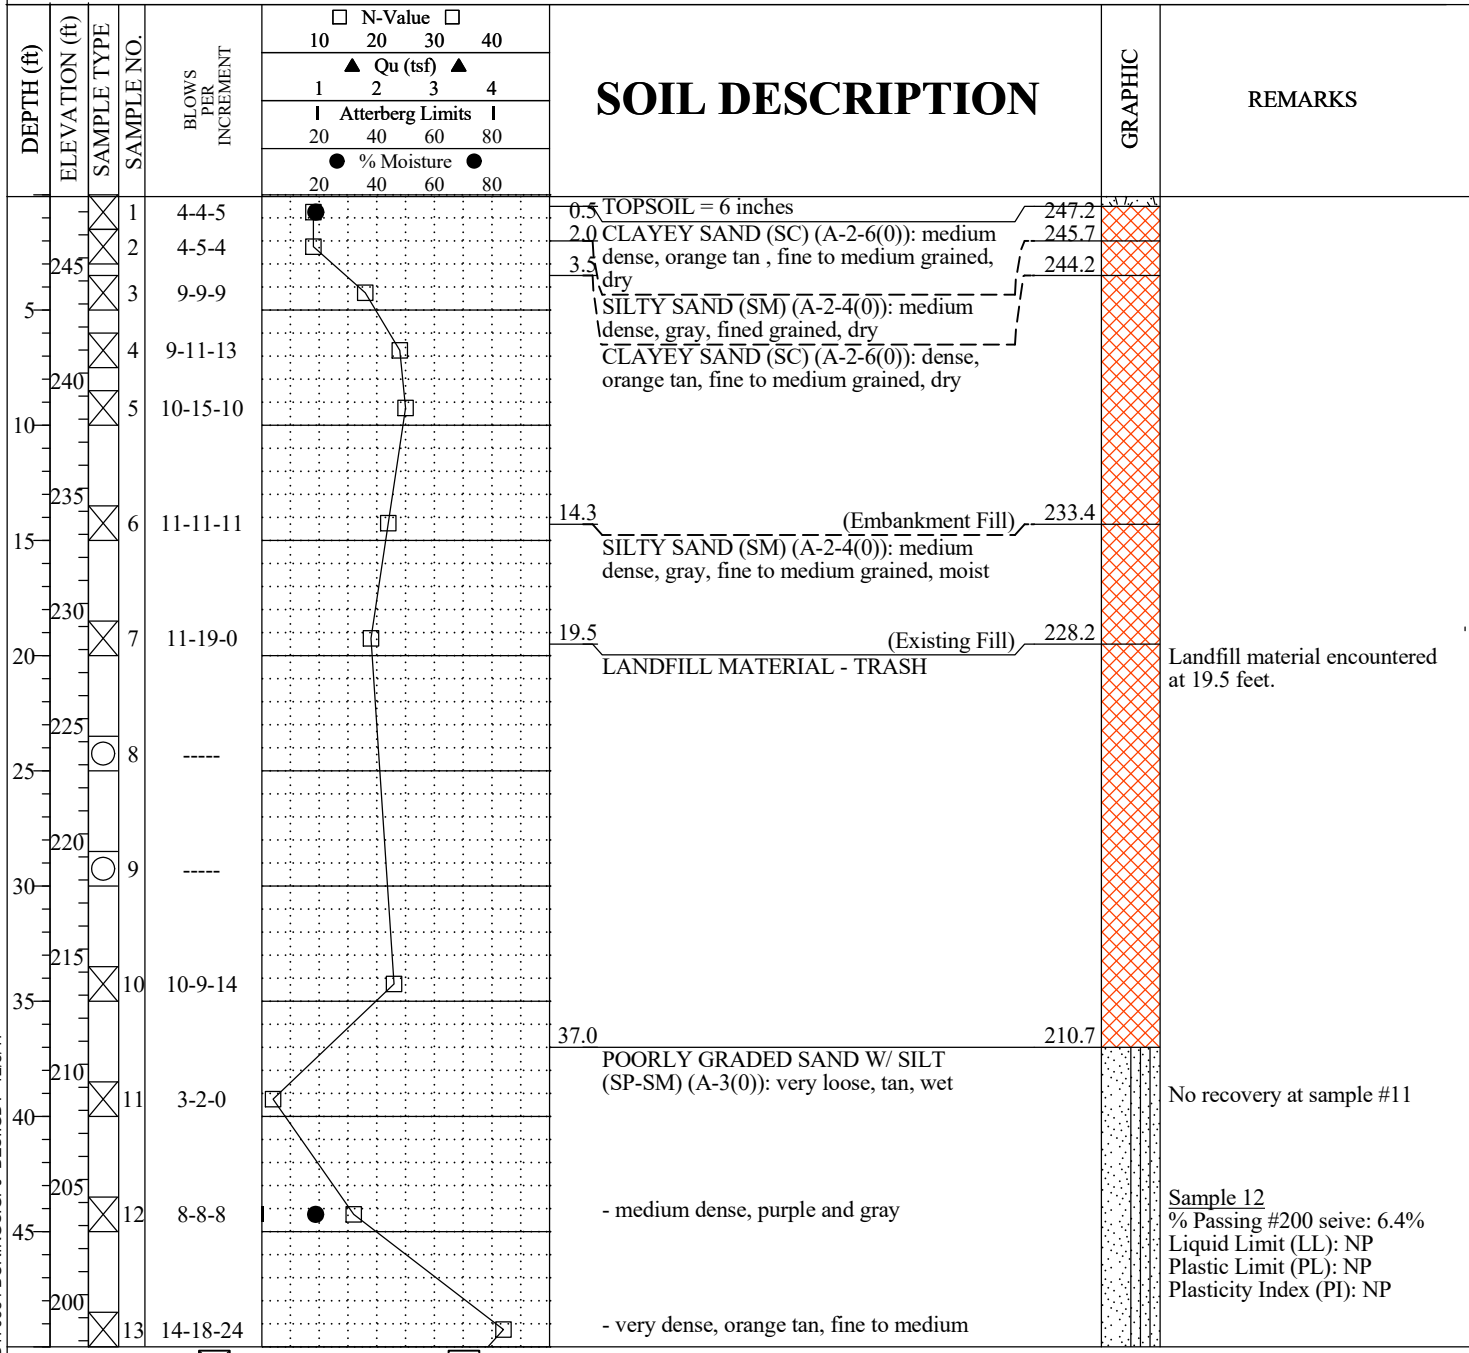 DEPTH (ft)
ELEVATION (ft)
SAMPLE TYPE
SAMPLE NO.
BLOWS
PER
INCREMENT
N-Value
10 20 30 40
Qu (tsf)
1 2 3 4
Atterberg Limits
20 40 60 80
% Moisture
20 40 60 80
SOIL DESCRIPTION
GRAPHIC
REMARKS
1 4-4-5
0.5 TOPSOIL = 6 inches 247.2
2 4-5-4
2.0 CLAYEY SAND (SC) (A-2-6(0)): medium 245.7
dense, orange tan , fine to medium grained,
dry
245
3.5 244.2
3 9-9-9
SILTY SAND (SM) (A-2-4(0)): medium
dense, gray, fined grained, dry
5
4 9-11-13
CLAYEY SAND (SC) (A-2-6(0)): dense,
orange tan, fine to medium grained, dry
240
5 10-15-10
10
235
6 11-11-11
14.3 (Embankment Fill) 233.4
15
SILTY SAND (SM) (A-2-4(0)): medium
dense, gray, fine to medium grained, moist
230
7 11-19-0
19.5 (Existing Fill) 228.2
20
LANDFILL MATERIAL - TRASH
Landfill material encountered
at 19.5 feet.
225
8 -----
25
220
9 -----
30
215
10 10-9-14
35
37.0 210.7
POORLY GRADED SAND W/ SILT
(SP-SM) (A-3(0)): very loose, tan, wet
210
11 3-2-0
No recovery at sample #11
40
205
12 8-8-8
- medium dense, purple and gray
45
Sample 12
% Passing #200 seive: 6.4%
Liquid Limit (LL): NP
Plastic Limit (PL): NP
Plasticity Index (PI): NP
200
13 14-18-24
- very dense, orange tan, fine to medium